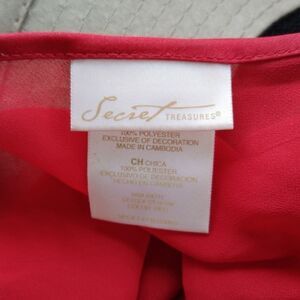 Secret
TREASURES®
100% POLYESTER
EXCLUSIVE OF DECORATION
MADE IN CAMBODIA
CH CHICA
100% POLYESTER
EXCLUSIVO DE DECORACION
HECHO EN CAMBOYA